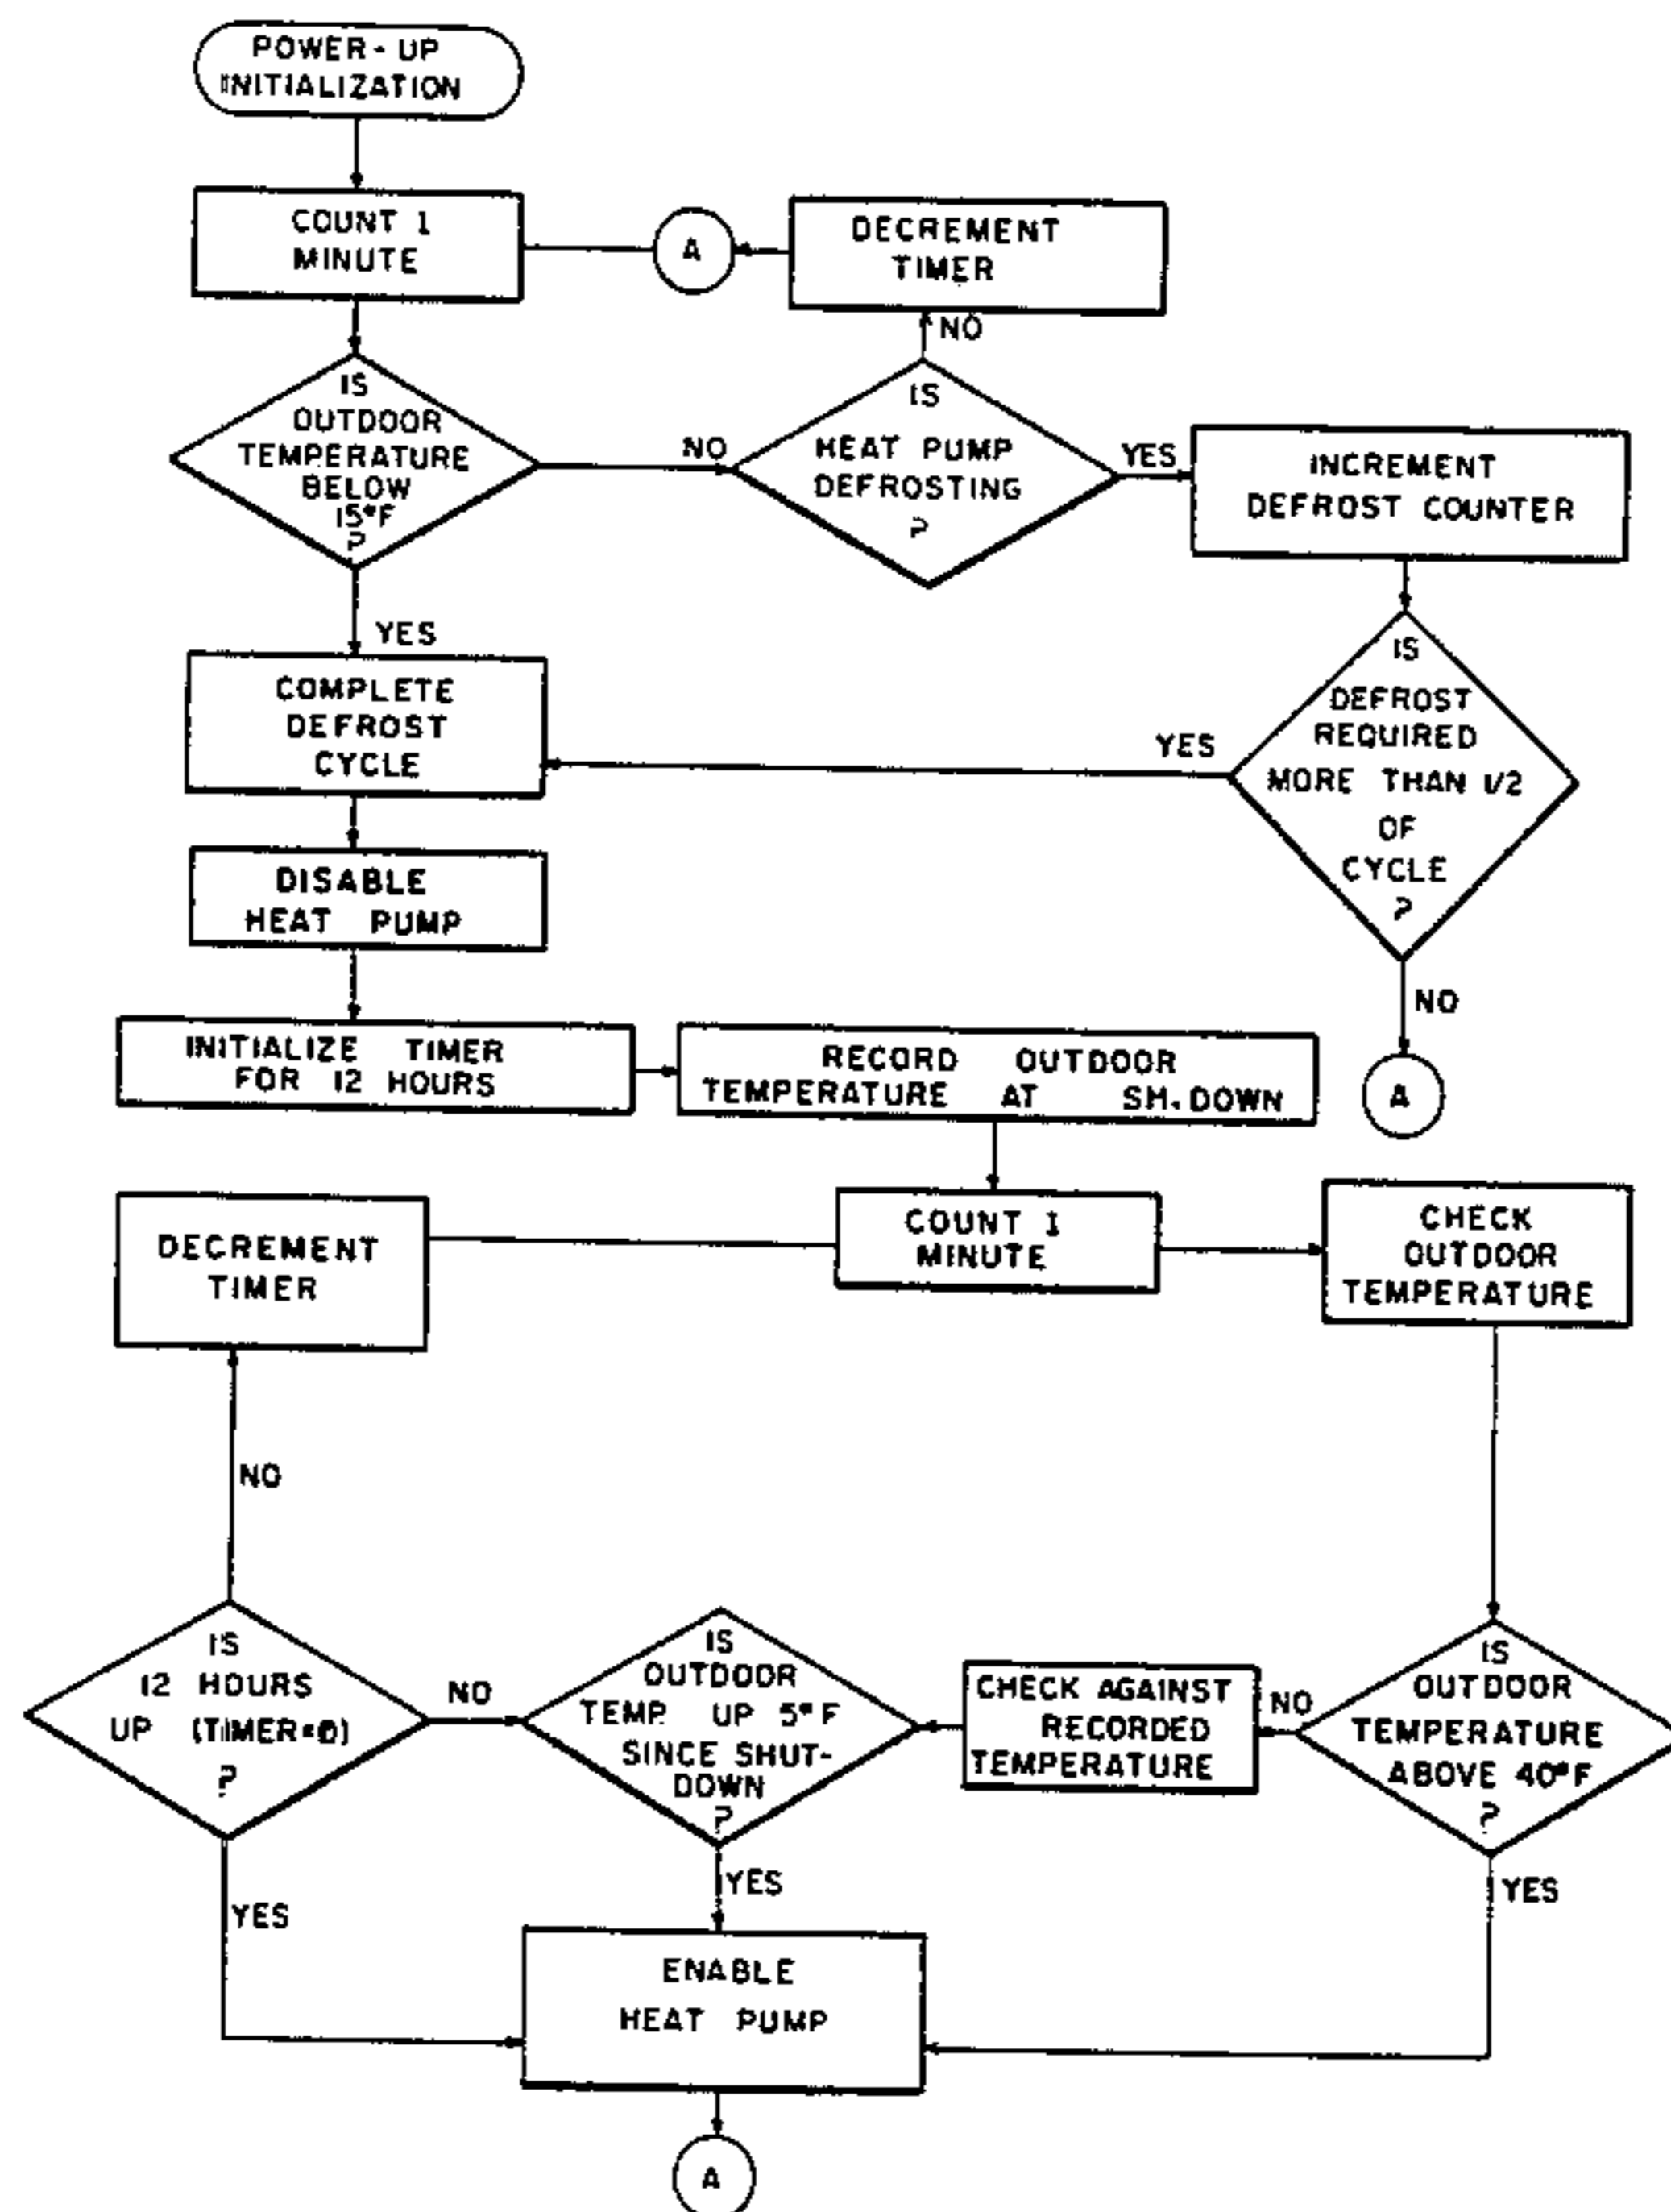 POWER-UP
INITIALIZATION
COUNT 1
MINUTE
A
DECREMENT
TIMER
NO
IS
OUTDOOR
TEMPERATURE
BELOW
15°F
?
NO
IS
HEAT PUMP
DEFROSTING
?
YES
INCREMENT
DEFROST COUNTER
YES
COMPLETE
DEFROST
CYCLE
YES
IS
DEFROST
REQUIRED
MORE THAN 1/2
OF
CYCLE
?
DISABLE
HEAT PUMP
NO
A
INITIALIZE TIMER
FOR 12 HOURS
RECORD OUTDOOR
TEMPERATURE AT SH.DOWN
DECREMENT
TIMER
COUNT 1
MINUTE
CHECK
OUTDOOR
TEMPERATURE
NO
IS
12 HOURS
UP (TIMER=0)
?
NO
IS
OUTDOOR
TEMP. UP 5°F
SINCE SHUT-
DOWN
?
CHECK AGAINST
RECORDED
TEMPERATURE
NO
IS
OUTDOOR
TEMPERATURE
ABOVE 40°F
?
YES
YES
YES
ENABLE
HEAT PUMP
A